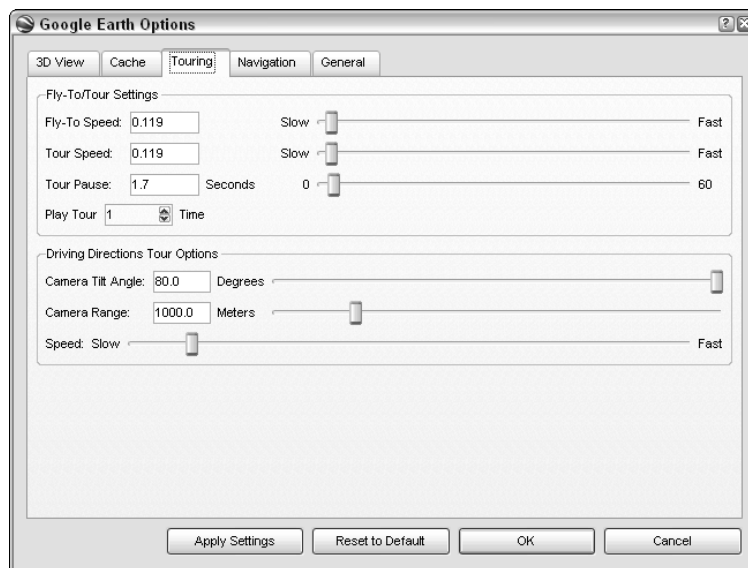 Google Earth Options
3D View Cache Touring Navigation General
Fly-To/Tour Settings
Fly-To Speed: 0.119 Slow Fast
Tour Speed: 0.119 Slow Fast
Tour Pause: 1.7 Seconds 0 60
Play Tour 1 Time
Driving Directions Tour Options
Camera Tilt Angle: 80.0 Degrees
Camera Range: 1000.0 Meters
Speed: Slow Fast
Apply Settings Reset to Default OK Cancel